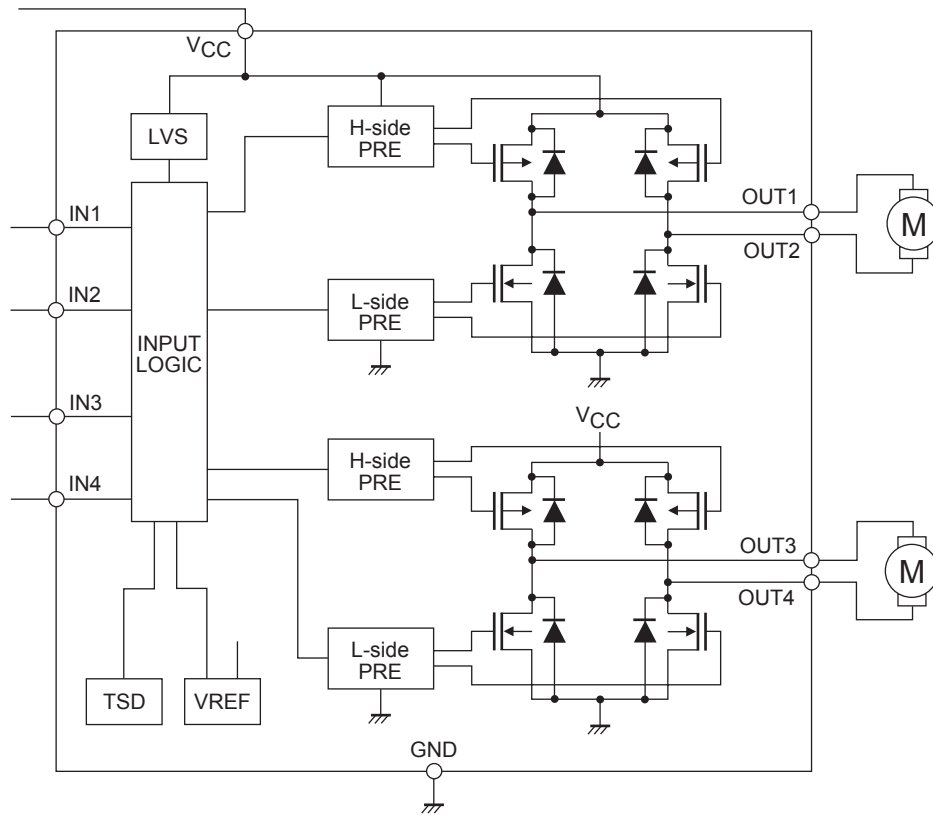 VCC
LVS
H-side
PRE
IN1
OUT1
M
OUT2
IN2
L-side
PRE
INPUT
LOGIC
IN3
VCC
H-side
PRE
IN4
OUT3
M
OUT4
L-side
PRE
TSD
VREF
GND